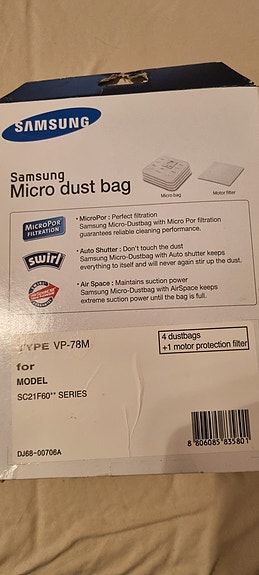 SAMSUNG
Samsung
Micro dust bag
Micro-bag
Motor filter
MICROPOR
FILTRATION
• MicroPor : Perfect filtration
Samsung Micro-Dustbag with Micro Por filtration
guarantees reliable cleaning performance.
swirl
• Auto Shutter : Don't touch the dust
Samsung Micro-Dustbag with Auto shutter keeps
everything to itself and will never again stir up the dust.
• Air Space : Maintains suction power
Samsung Micro-Dustbag with AirSpace keeps
extreme suction power until the bag is full.
TYPE VP-78M
4 dustbags
+1 motor protection filter
for
MODEL
SC21F60** SERIES
DJ68-00706A
8 806085 835801